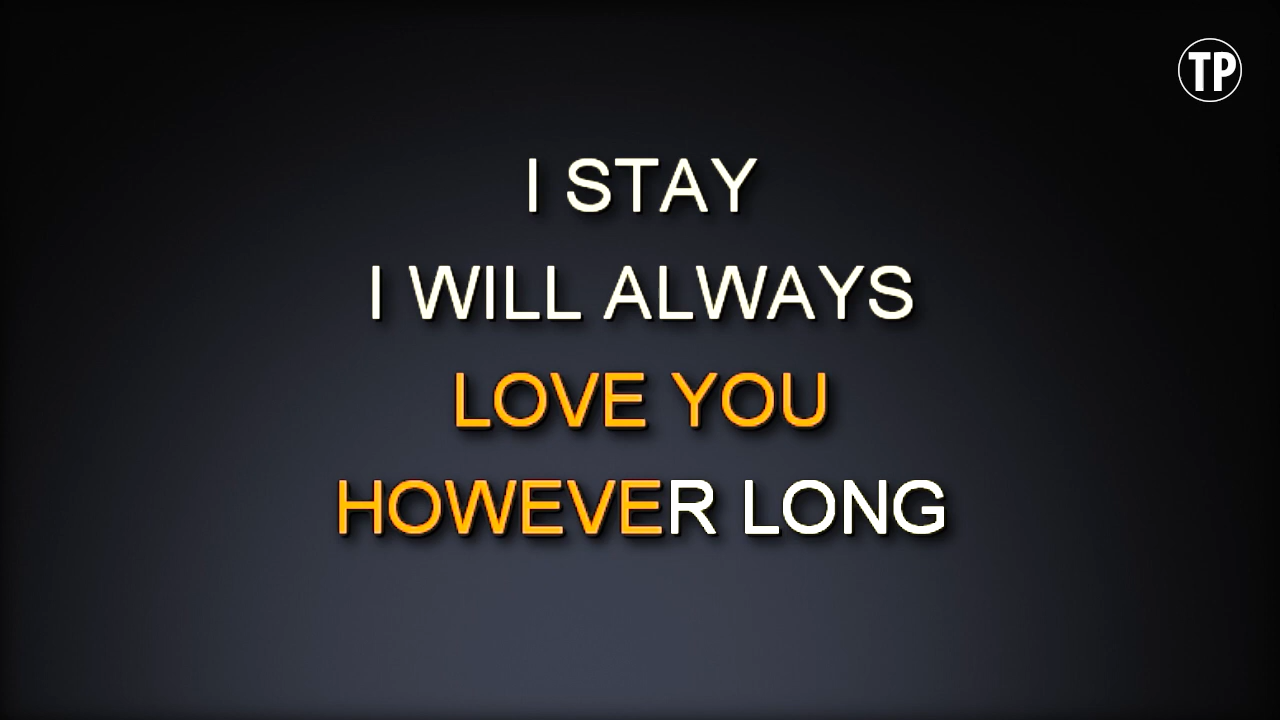 TP
I STAY
I WILL ALWAYS
LOVE YOU
HOWEVER LONG